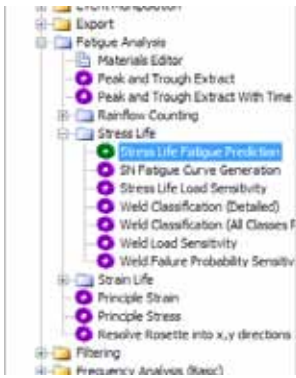 Event Manipulation
Export
Fatigue Analysis
Materials Editor
Peak and Trough Extract
Peak and Trough Extract With Time
Rainflow Counting
Stress Life
Stress Life Fatigue Prediction
SN Fatigue Curve Generation
Stress Life Load Sensitivity
Weld Classification (Detailed)
Weld Classification (All Classes F
Weld Load Sensitivity
Weld Failure Probability Sensitiv
Strain Life
Principle Strain
Principle Stress
Resolve Rosette into x,y directions
Filtering
Frequency Analysis (Basic)